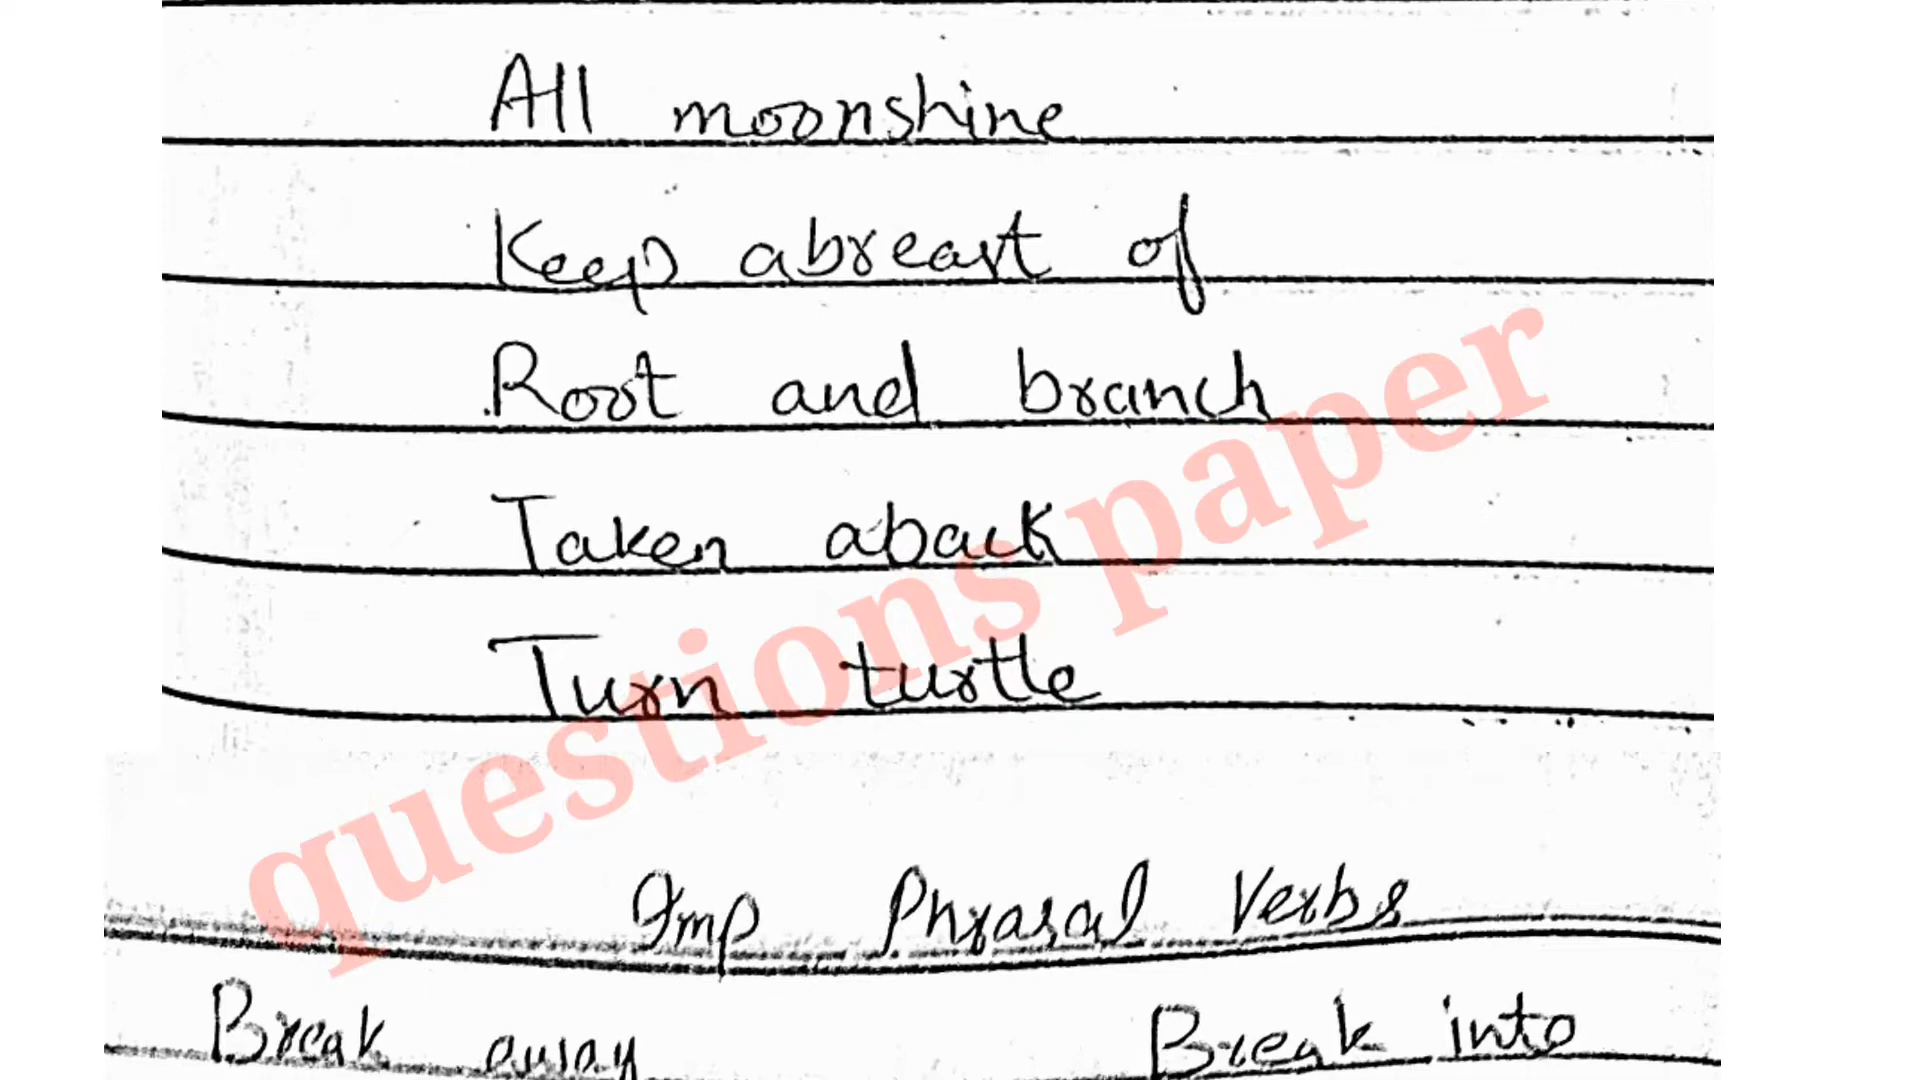 All moonshine
Keep abreast of
Root and branch
Taken aback
Turn turtle
questions paper
Imp Phrasal Verbs
Break away Break into